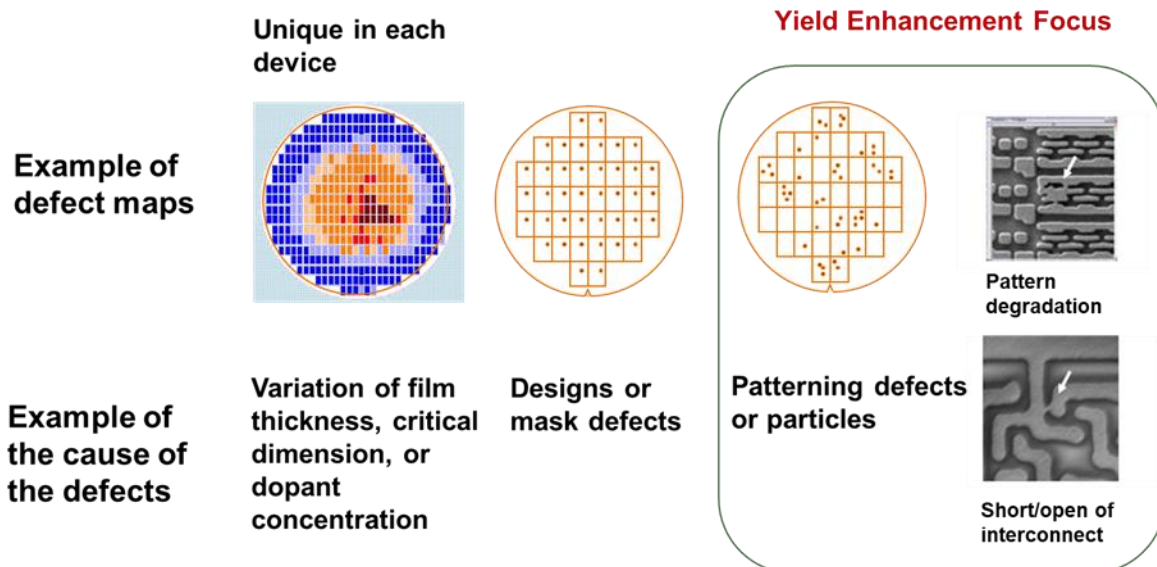 Yield Enhancement Focus
Unique in each
device
Example of
defect maps
Pattern
degradation
Example of
the cause of
the defects
Variation of film
thickness, critical
dimension, or
dopant
concentration
Designs or
mask defects
Patterning defects
or particles
Short/open of
interconnect